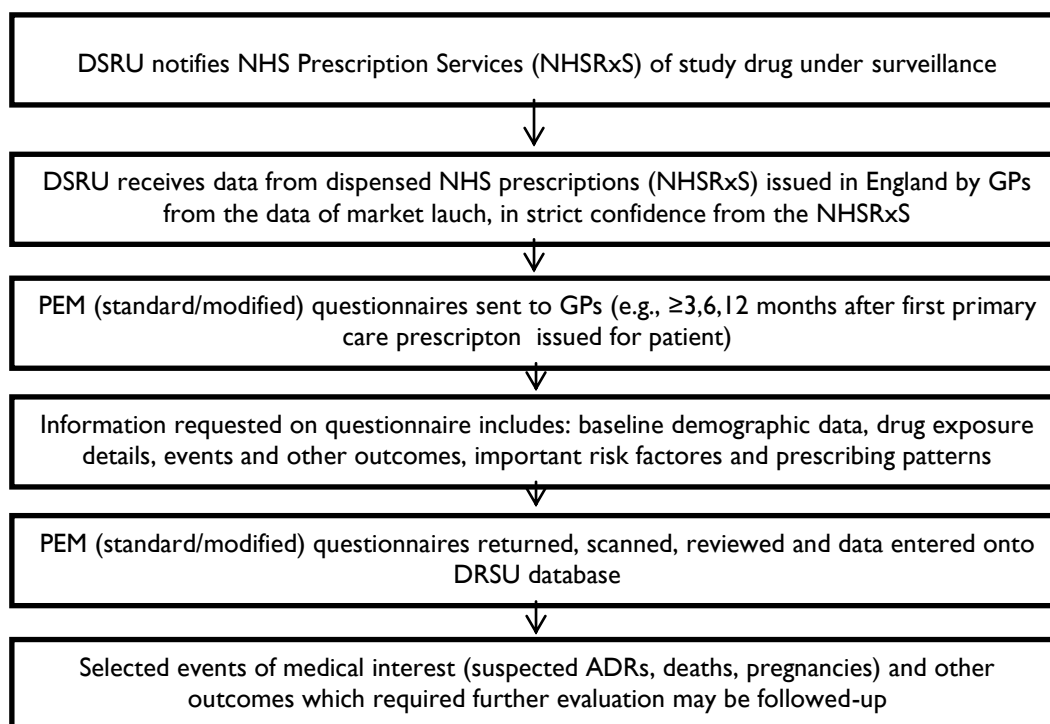 DSRU notifies NHS Prescription Services (NHSRxS) of study drug under surveillance
DSRU receives data from dispensed NHS prescriptions (NHSRxS) issued in England by GPs
from the data of market lauch, in strict confidence from the NHSRxS
PEM (standard/modified) questionnaires sent to GPs (e.g., ≥3,6,12 months after first primary
care prescripton issued for patient)
Information requested on questionnaire includes: baseline demographic data, drug exposure
details, events and other outcomes, important risk factores and prescribing patterns
PEM (standard/modified) questionnaires returned, scanned, reviewed and data entered onto
DRSU database
Selected events of medical interest (suspected ADRs, deaths, pregnancies) and other
outcomes which required further evaluation may be followed-up